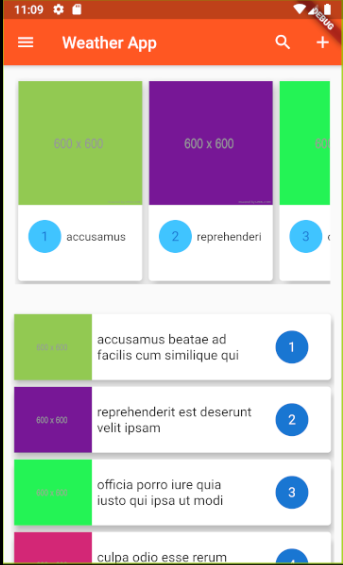 11:09
DEBUG
Weather App
600 x 600
600 x 600
1 accusamus
2 reprehenderi
3
600 x 600
accusamus beatae ad
facilis cum similique qui
1
600 x 600
reprehenderit est deserunt
velit ipsam
2
600 x 600
officia porro iure quia
iusto qui ipsa ut modi
3
culpa odio esse rerum
4